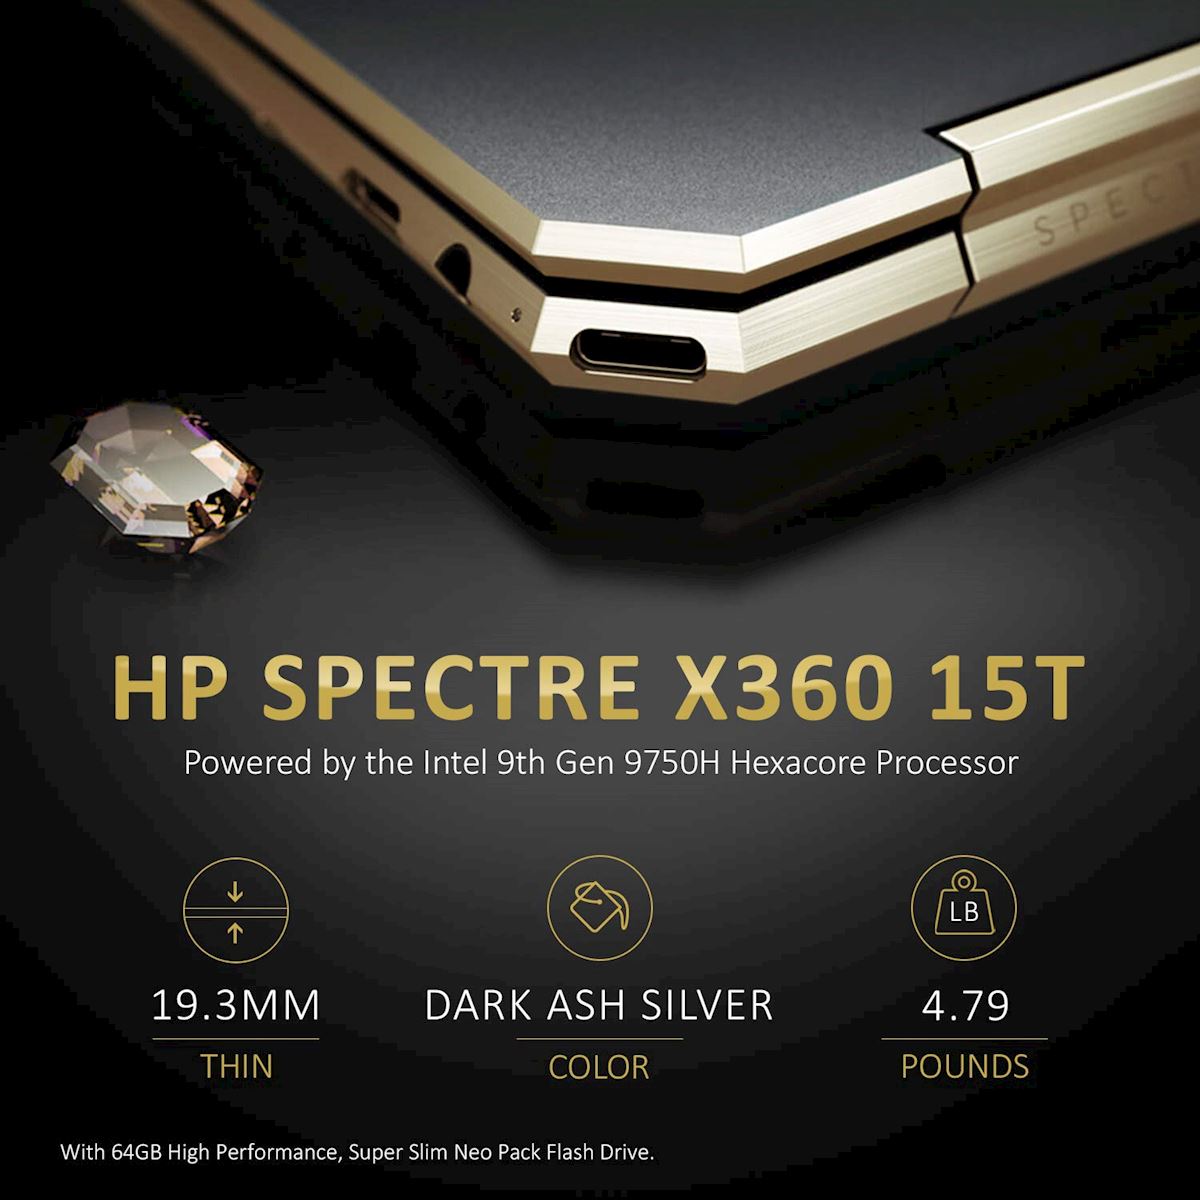 SPECT
HP SPECTRE X360 15T
Powered by the Intel 9th Gen 9750H Hexacore Processor
LB
19.3MM
DARK ASH SILVER
4.79
THIN
COLOR
POUNDS
With 64GB High Performance, Super Slim Neo Pack Flash Drive.